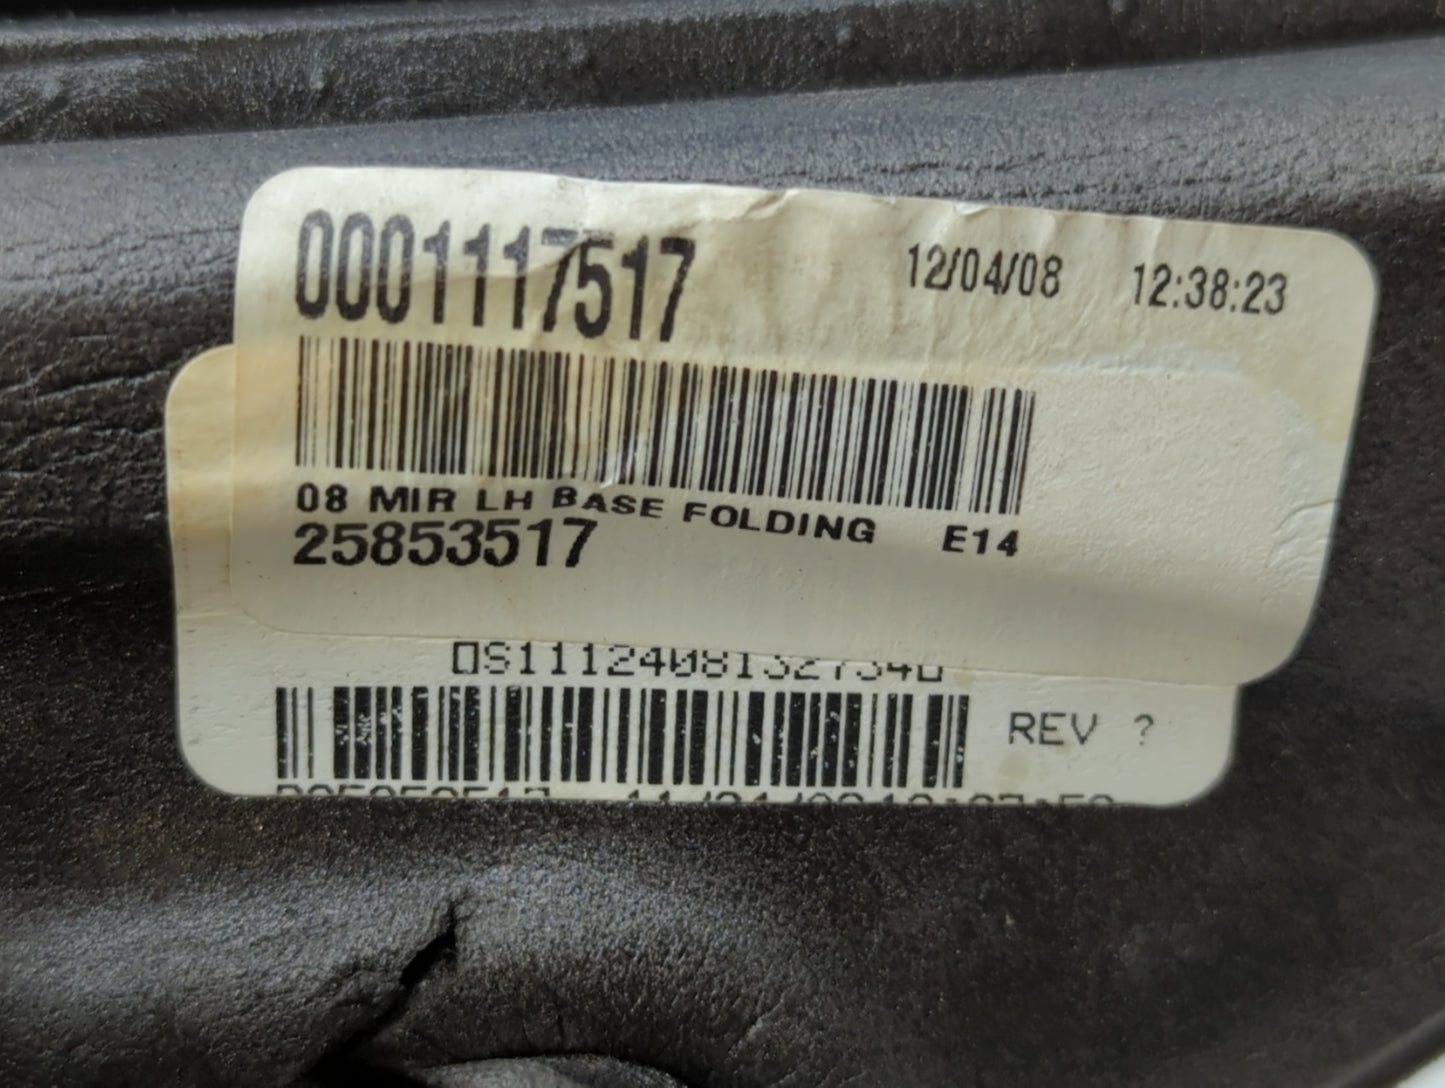 0001117517 12/04/08 12:38:23
08 MIR LH BASE FOLDING E14
25853517
REV ?